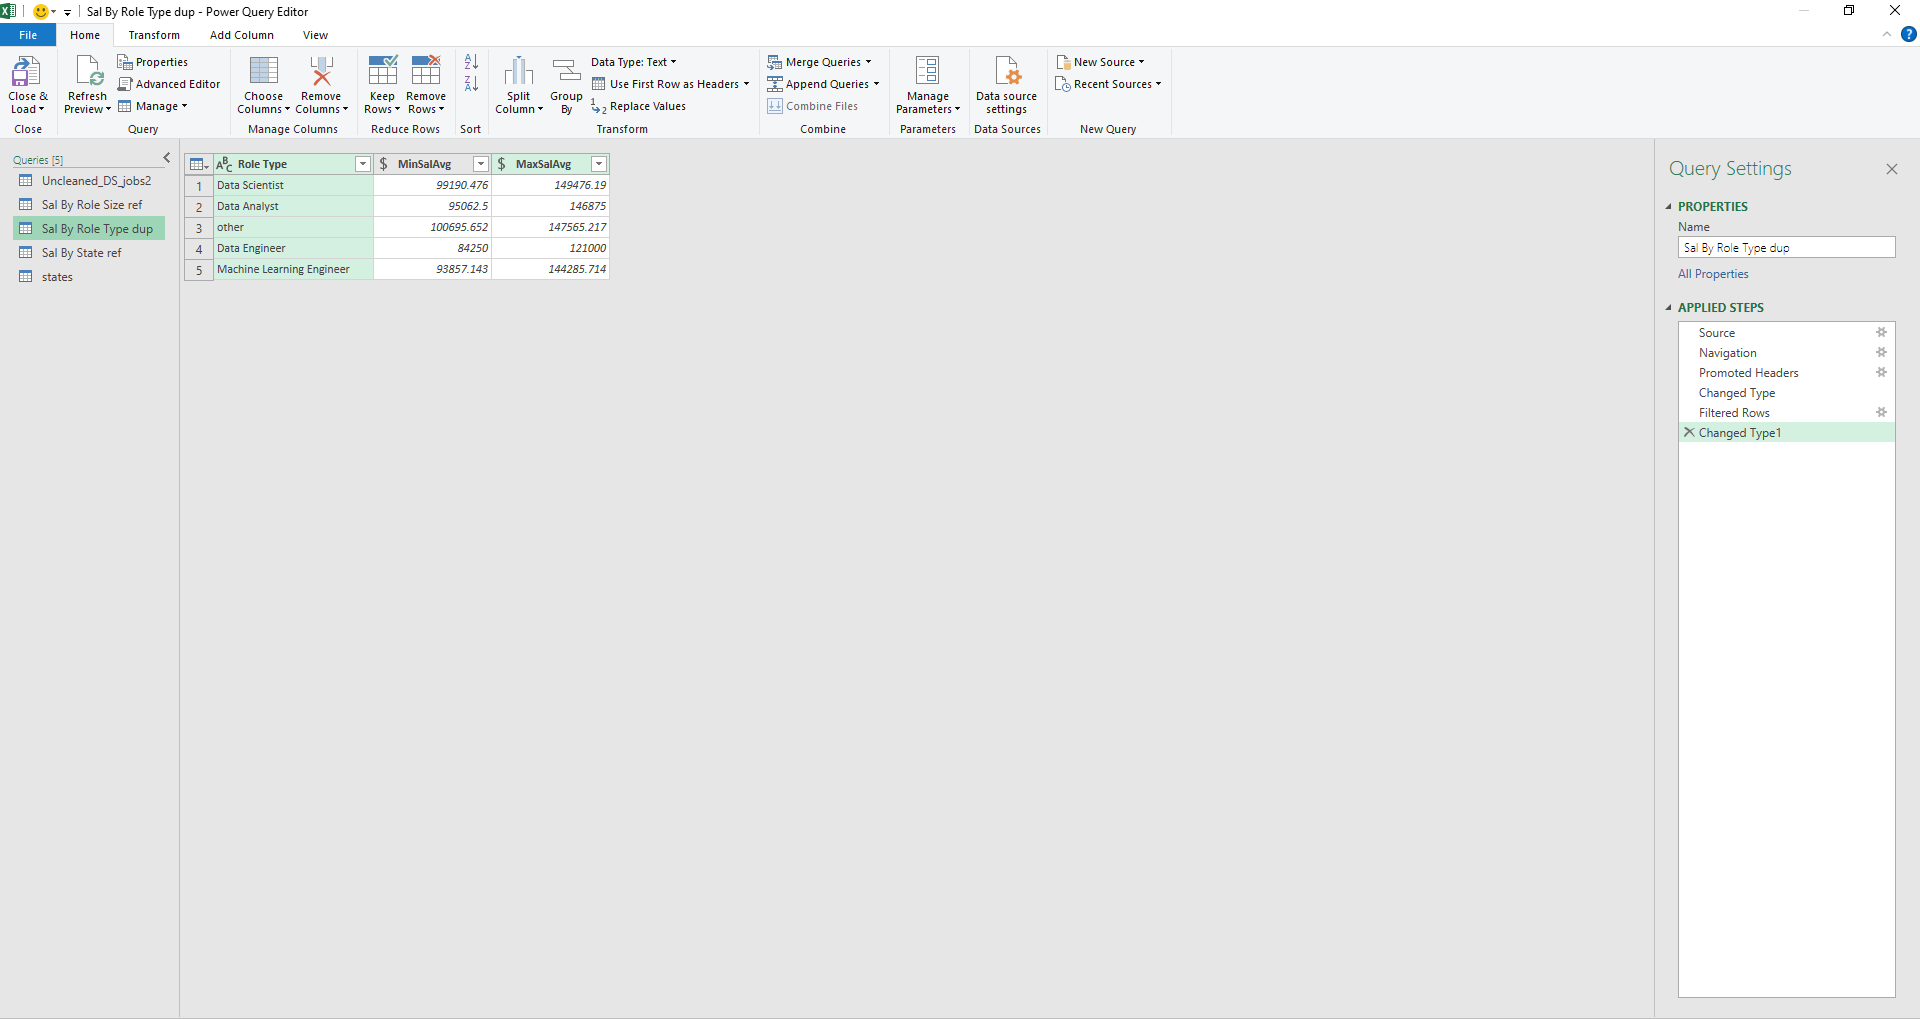 Sal By Role Type dup - Power Query Editor
File Home Transform Add Column View
Close & Load
Close
Refresh Preview
Properties
Advanced Editor
Manage
Query
Choose Columns
Remove Columns
Manage Columns
Keep Rows
Remove Rows
Reduce Rows
Sort
Split Column
Group By
Data Type: Text
Use First Row as Headers
Replace Values
Transform
Merge Queries
Append Queries
Combine Files
Combine
Manage Parameters
Parameters
Data source settings
Data Sources
New Source
Recent Sources
New Query
Queries [5]
Uncleaned_DS_jobs2
Sal By Role Size ref
Sal By Role Type dup
Sal By State ref
states
ABC Role Type $ MinSalAvg $ MaxSalAvg
1 Data Scientist 99190.476 149476.19
2 Data Analyst 95062.5 146875
3 other 100695.652 147565.217
4 Data Engineer 84250 121000
5 Machine Learning Engineer 93857.143 144285.714
Query Settings
PROPERTIES
Name
Sal By Role Type dup
All Properties
APPLIED STEPS
Source
Navigation
Promoted Headers
Changed Type
Filtered Rows
Changed Type1